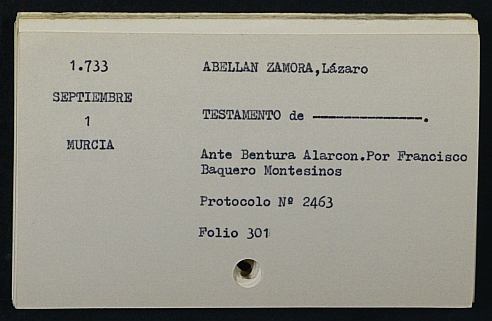 1.733
SEPTIEMBRE
1
MURCIA
ABELLAN ZAMORA,Lázaro
TESTAMENTO de ---------------.
Ante Bentura Alarcon.Por Francisco
Baquero Montesinos
Protocolo Nº 2463
Folio 301